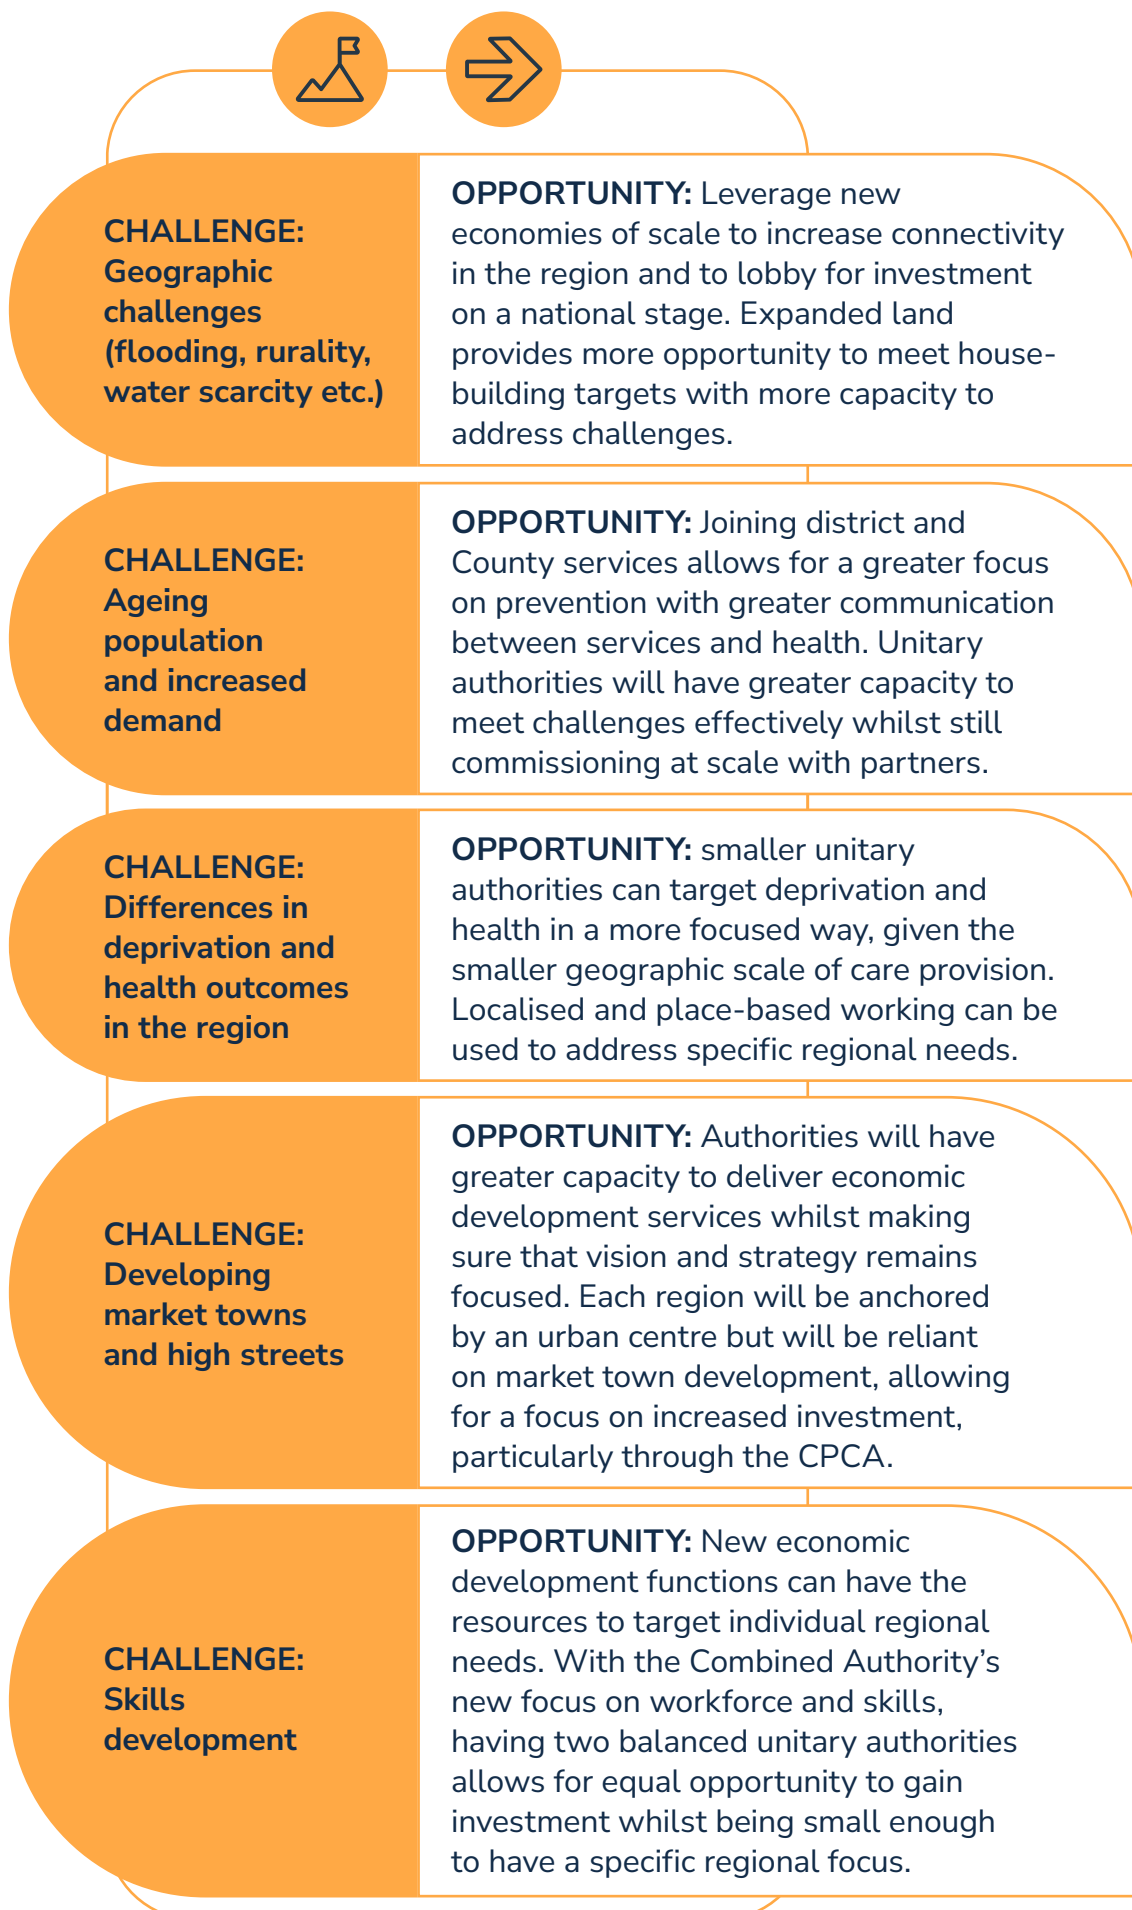 CHALLENGE:
Geographic
challenges
(flooding, rurality,
water scarcity etc.)
OPPORTUNITY: Leverage new
economies of scale to increase connectivity
in the region and to lobby for investment
on a national stage. Expanded land
provides more opportunity to meet house-
building targets with more capacity to
address challenges.
CHALLENGE:
Ageing
population
and increased
demand
OPPORTUNITY: Joining district and
County services allows for a greater focus
on prevention with greater communication
between services and health. Unitary
authorities will have greater capacity to
meet challenges effectively whilst still
commissioning at scale with partners.
CHALLENGE:
Differences in
deprivation and
health outcomes
in the region
OPPORTUNITY: smaller unitary
authorities can target deprivation and
health in a more focused way, given the
smaller geographic scale of care provision.
Localised and place-based working can be
used to address specific regional needs.
CHALLENGE:
Developing
market towns
and high streets
OPPORTUNITY: Authorities will have
greater capacity to deliver economic
development services whilst making
sure that vision and strategy remains
focused. Each region will be anchored
by an urban centre but will be reliant
on market town development, allowing
for a focus on increased investment,
particularly through the CPCA.
CHALLENGE:
Skills
development
OPPORTUNITY: New economic
development functions can have the
resources to target individual regional
needs. With the Combined Authority’s
new focus on workforce and skills,
having two balanced unitary authorities
allows for equal opportunity to gain
investment whilst being small enough
to have a specific regional focus.